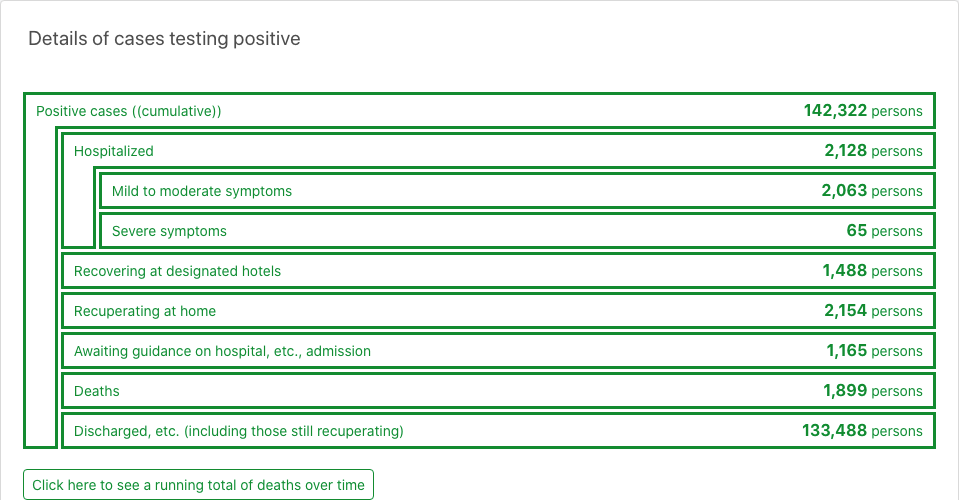 Details of cases testing positive
Positive cases ((cumulative)) 142,322 persons
Hospitalized 2,128 persons
Mild to moderate symptoms 2,063 persons
Severe symptoms 65 persons
Recovering at designated hotels 1,488 persons
Recuperating at home 2,154 persons
Awaiting guidance on hospital, etc., admission 1,165 persons
Deaths 1,899 persons
Discharged, etc. (including those still recuperating) 133,488 persons
Click here to see a running total of deaths over time